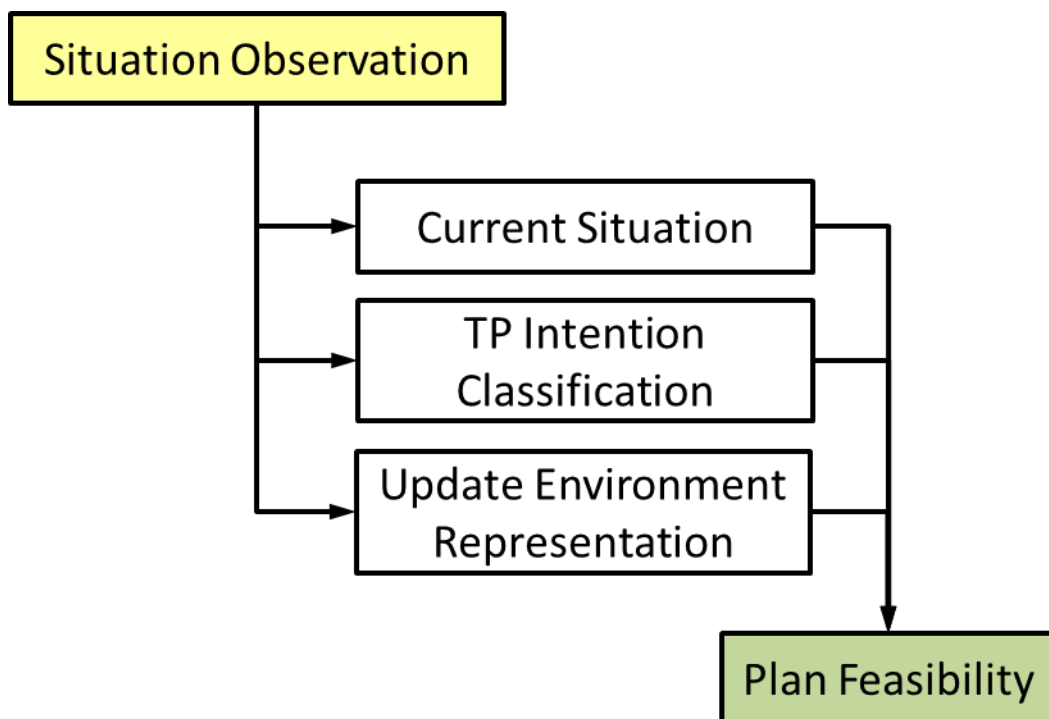 Situation Observation
Current Situation
TP Intention
Classification
Update Environment
Representation
Plan Feasibility